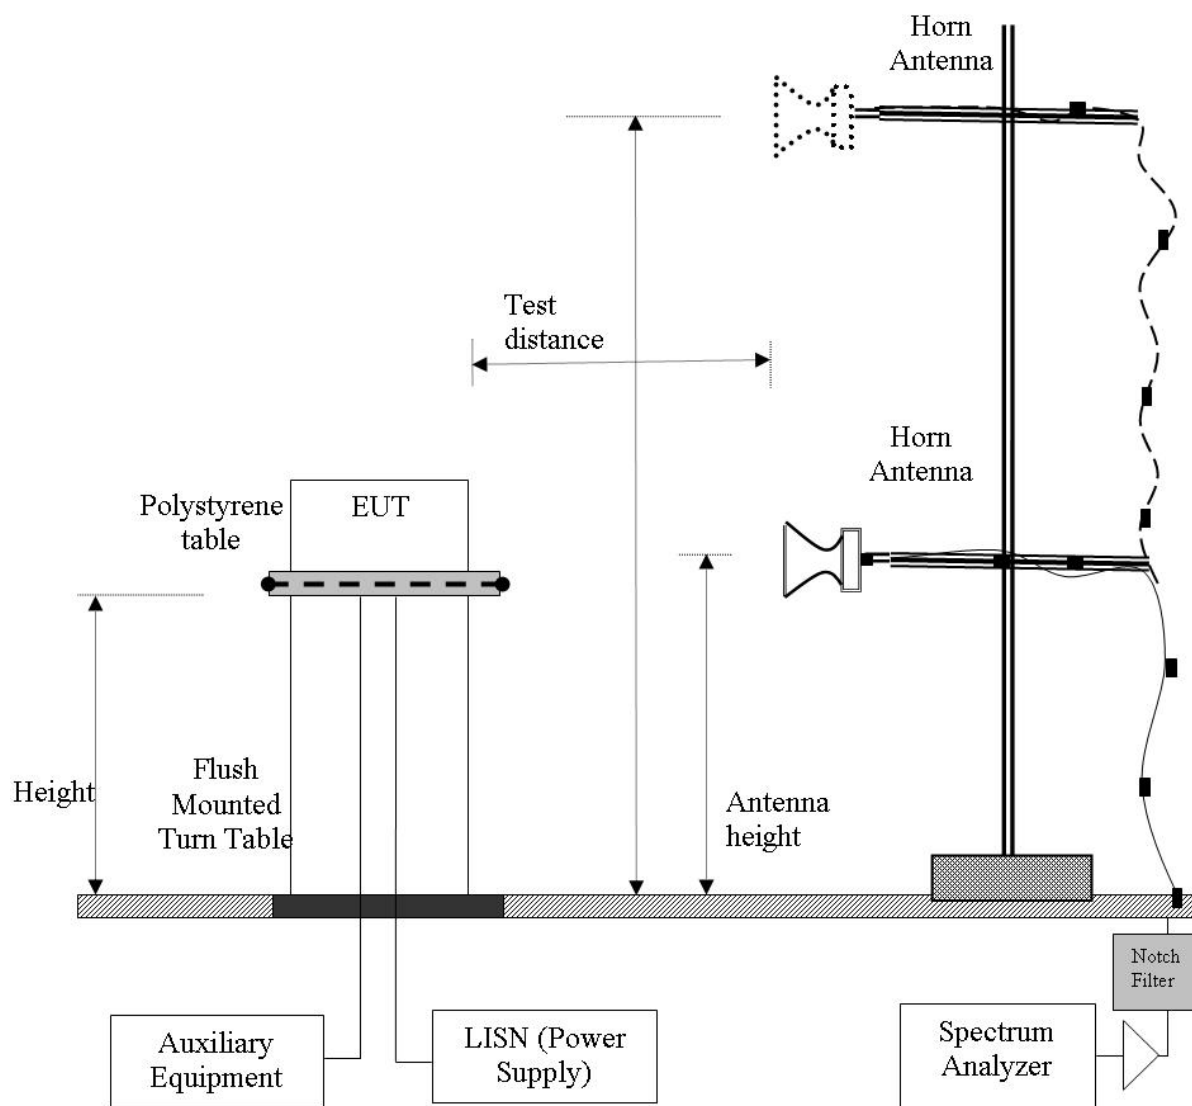 Horn
Antenna
Test
distance
Horn
Antenna
Polystyrene
table
EUT
Height
Flush
Mounted
Turn Table
Antenna
height
Notch
Filter
Auxiliary
Equipment
LISN (Power
Supply)
Spectrum
Analyzer